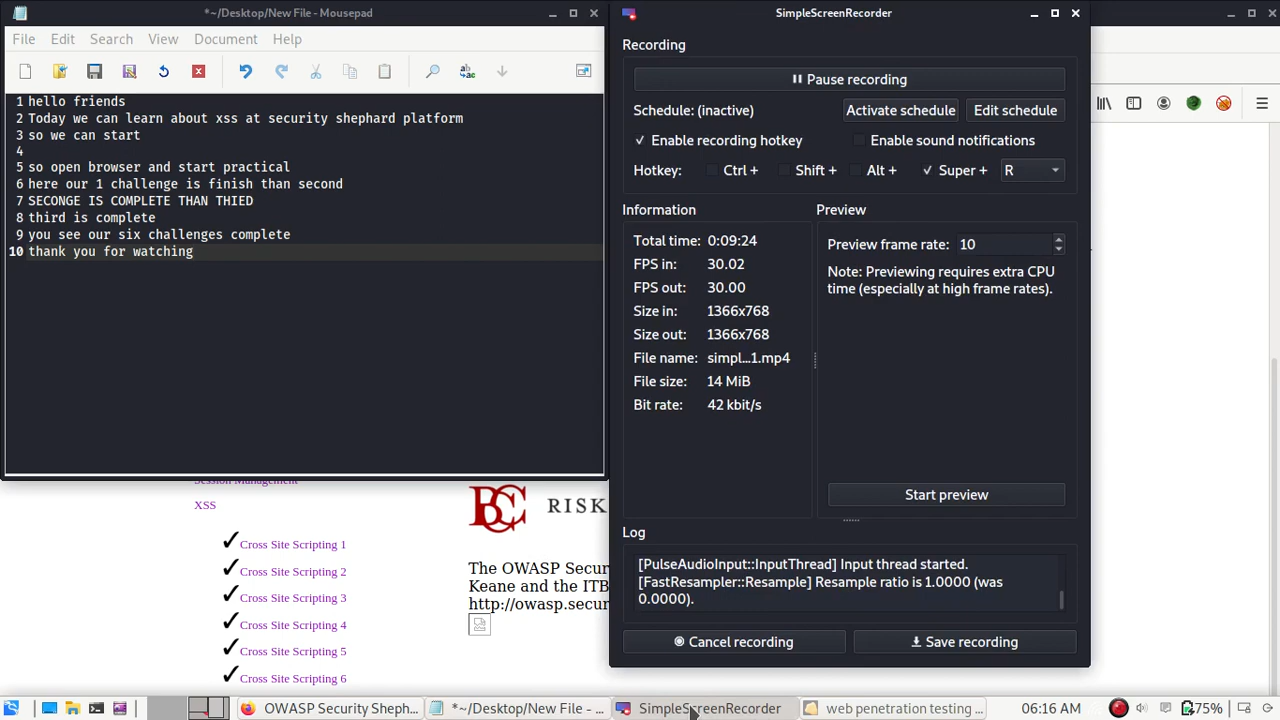 *~/Desktop/New File - Mousepad
File Edit Search View Document Help
1 hello friends
2 Today we can learn about xss at security shephard platform
3 so we can start
4
5 so open browser and start practical
6 here our 1 challenge is finish than second
7 SECONGE IS COMPLETE THAN THIED
8 third is complete
9 you see our six challenges complete
10 thank you for watching
SimpleScreenRecorder
Recording
Pause recording
Schedule: (inactive) Activate schedule Edit schedule
Enable recording hotkey Enable sound notifications
Hotkey: Ctrl + Shift + Alt + Super + R
Information
Total time: 0:09:24
FPS in: 30.02
FPS out: 30.00
Size in: 1366x768
Size out: 1366x768
File name: simpl...1.mp4
File size: 14 MiB
Bit rate: 42 kbit/s
Preview
Preview frame rate: 10
Note: Previewing requires extra CPU
time (especially at high frame rates).
Start preview
Log
[PulseAudioInput::InputThread] Input thread started.
[FastResampler::Resample] Resample ratio is 1.0000 (was
0.0000).
Cancel recording Save recording
Session Management
XSS
Cross Site Scripting 1
Cross Site Scripting 2
Cross Site Scripting 3
Cross Site Scripting 4
Cross Site Scripting 5
Cross Site Scripting 6
BCC RISK
The OWASP Secur
Keane and the ITB
http://owasp.secur
OWASP Security Sheph... *~/Desktop/New File - ... SimpleScreenRecorder web penetration testing ... 06:16 AM 75%